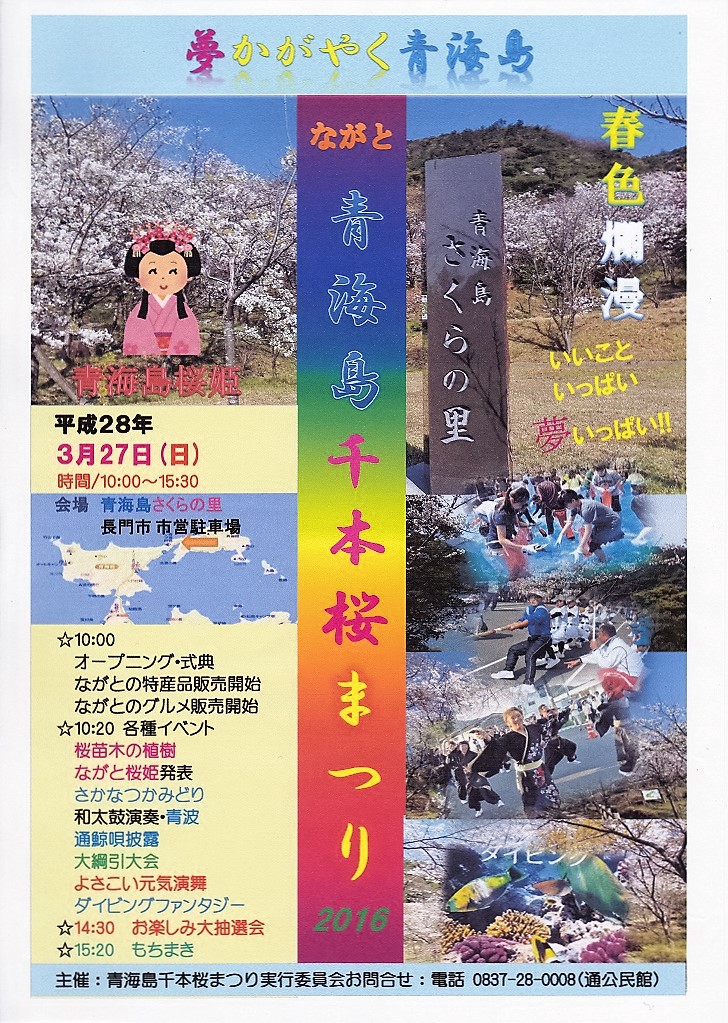 夢かがやく青海島
ながと
青海島千本桜まつり
2016
春色爛漫
いいこと
いっぱい
夢いっぱい!!
青海島
さくらの里
青海島桜姫
平成28年
3月27日(日)
時間/10:00～15:30
会場 青海島さくらの里
長門市 市営駐車場
☆10:00
オープニング・式典
ながとの特産品販売開始
ながとのグルメ販売開始
☆10:20 各種イベント
桜苗木の植樹
ながと桜姫発表
さかなつかみどり
和太鼓演奏・青波
通鯨唄披露
大綱引大会
よさこい元気演舞
ダイビングファンタジー
☆14:30 お楽しみ大抽選会
☆15:20 もちまき
ダイビング
主催：青海島千本桜まつり実行委員会お問合せ：電話 0837-28-0008(通公民館)